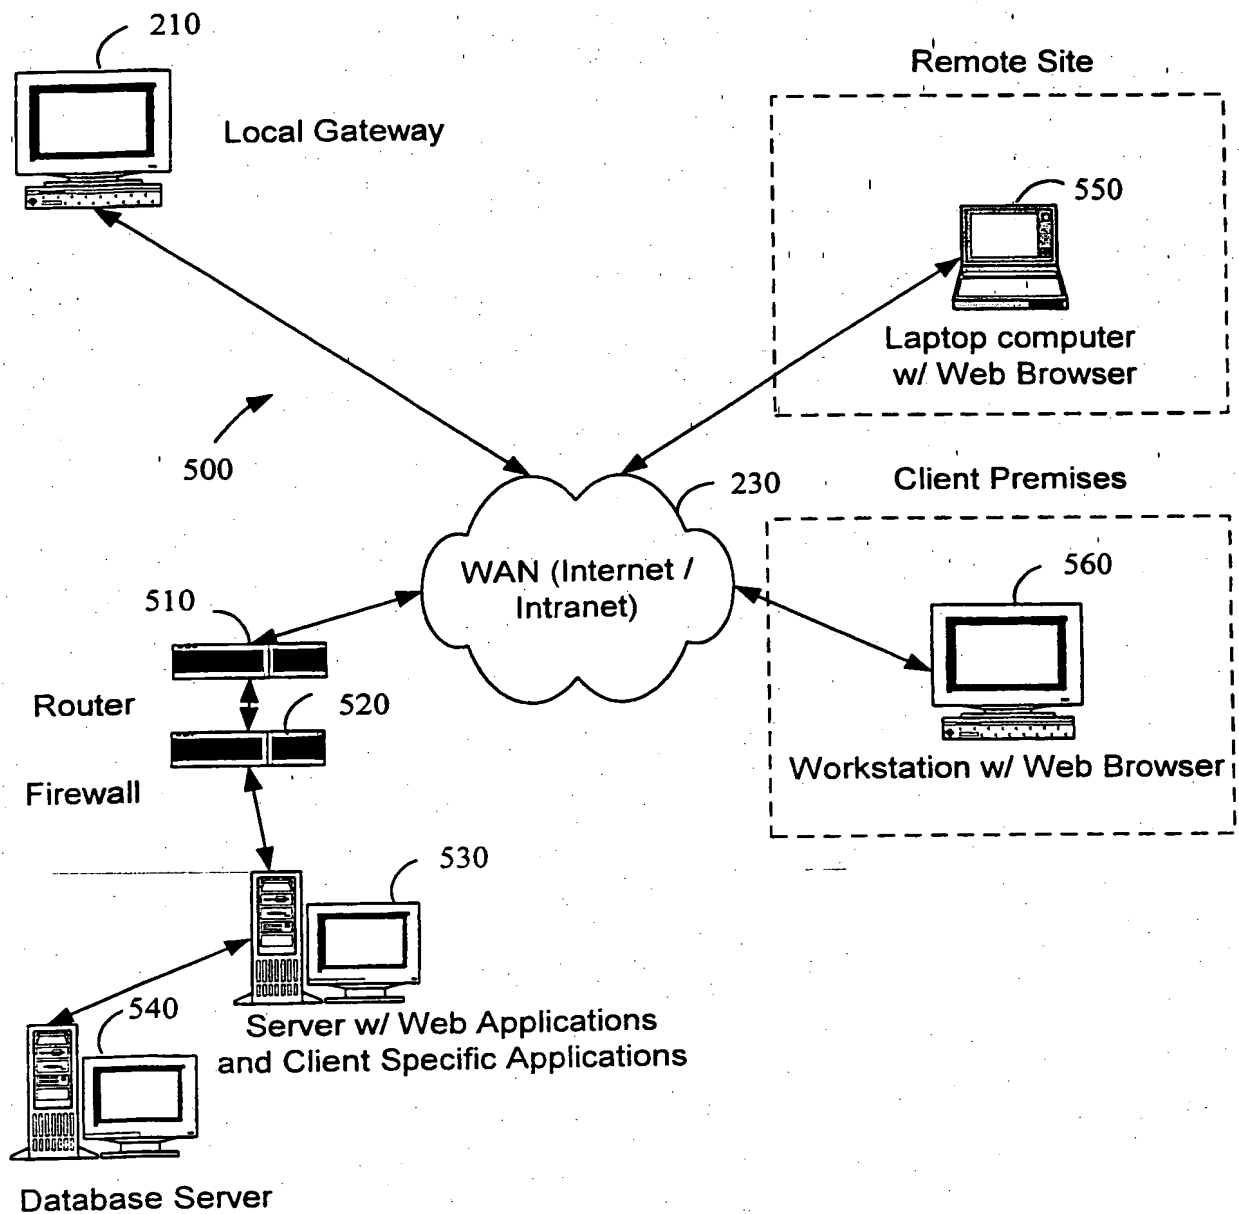 210
Remote Site
Local Gateway
550
Laptop computer
w/ Web Browser
500
230
Client Premises
WAN (Internet /
Intranet)
560
510
Router
520
Workstation w/ Web Browser
Firewall
530
540
Server w/ Web Applications
and Client Specific Applications
Database Server